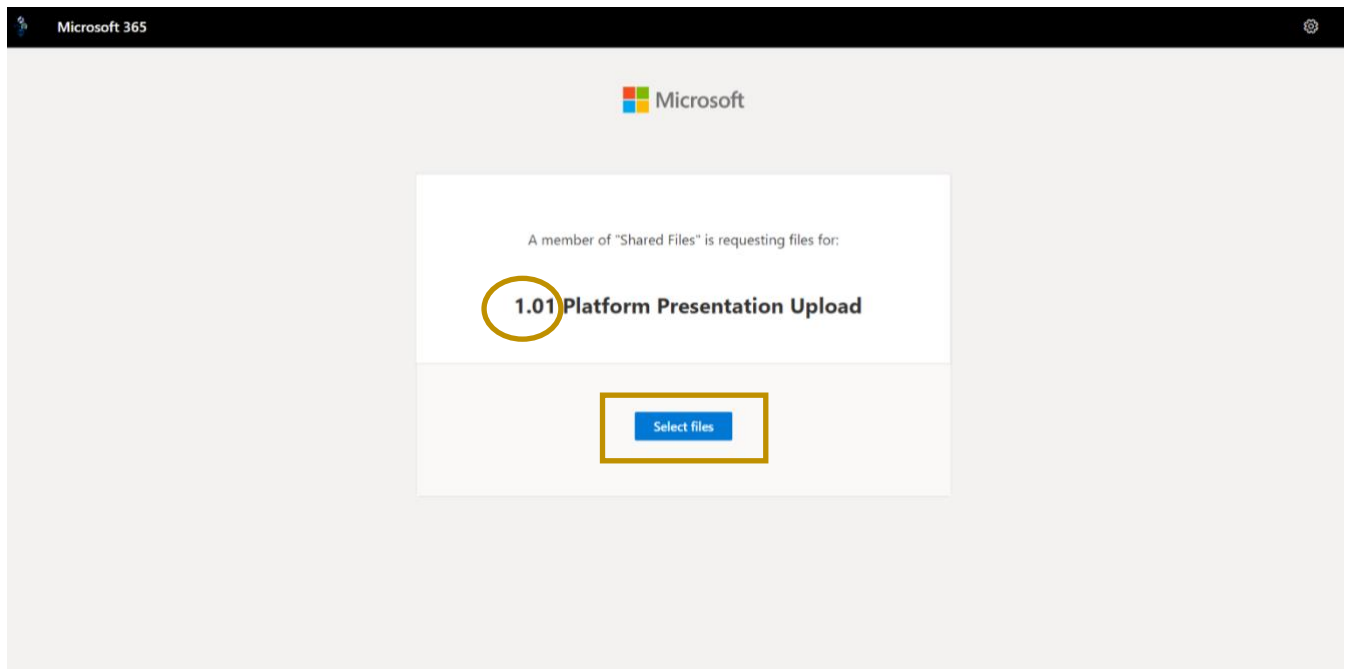 Microsoft 365
Microsoft
A member of "Shared Files" is requesting files for:
1.01 Platform Presentation Upload
Select files